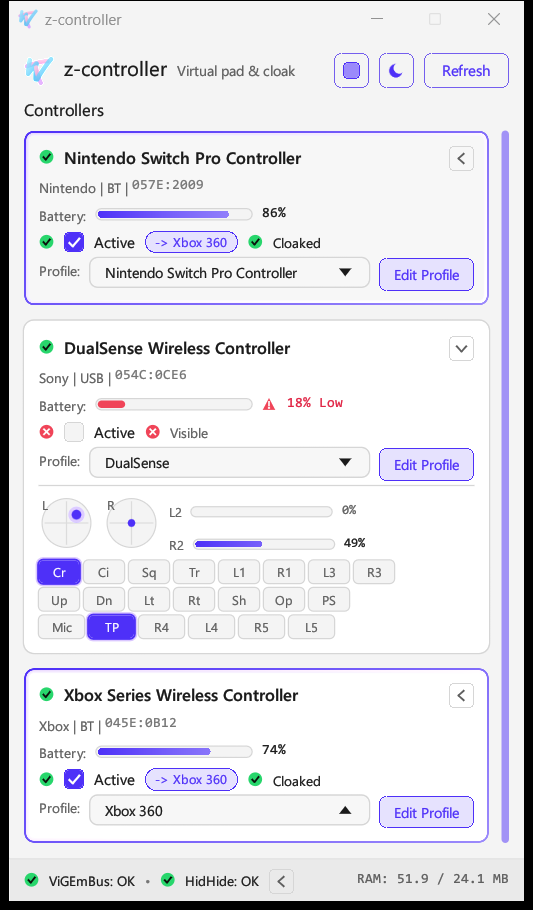 z-controller
z-controller Virtual pad & cloak Refresh
Controllers
Nintendo Switch Pro Controller
Nintendo | BT | 057E:2009
Battery: 86%
Active -> Xbox 360 Cloaked
Profile: Nintendo Switch Pro Controller Edit Profile
DualSense Wireless Controller
Sony | USB | 054C:0CE6
Battery: 18% Low
Active Visible
Profile: DualSense Edit Profile
L R L2 0%
R2 49%
Cr Ci Sq Tr L1 R1 L3 R3
Up Dn Lt Rt Sh Op PS
Mic TP R4 L4 R5 L5
Xbox Series Wireless Controller
Xbox | BT | 045E:0B12
Battery: 74%
Active -> Xbox 360 Cloaked
Profile: Xbox 360 Edit Profile
ViGEmBus: OK • HidHide: OK RAM: 51.9 / 24.1 MB